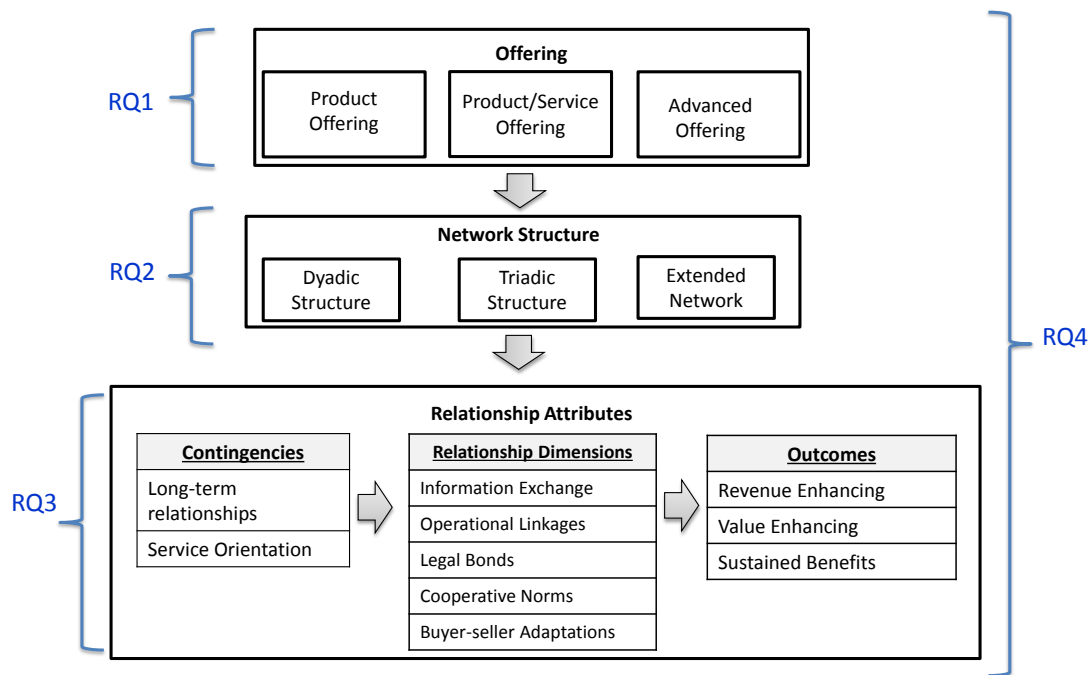 Offering
RQ1
Product
Offering
Product/Service
Offering
Advanced
Offering
Network Structure
RQ2
Dyadic
Structure
Triadic
Structure
Extended
Network
RQ4
Relationship Attributes
RQ3
Contingencies
Long-term
relationships
Service Orientation
Relationship Dimensions
Information Exchange
Operational Linkages
Legal Bonds
Cooperative Norms
Buyer-seller Adaptations
Outcomes
Revenue Enhancing
Value Enhancing
Sustained Benefits